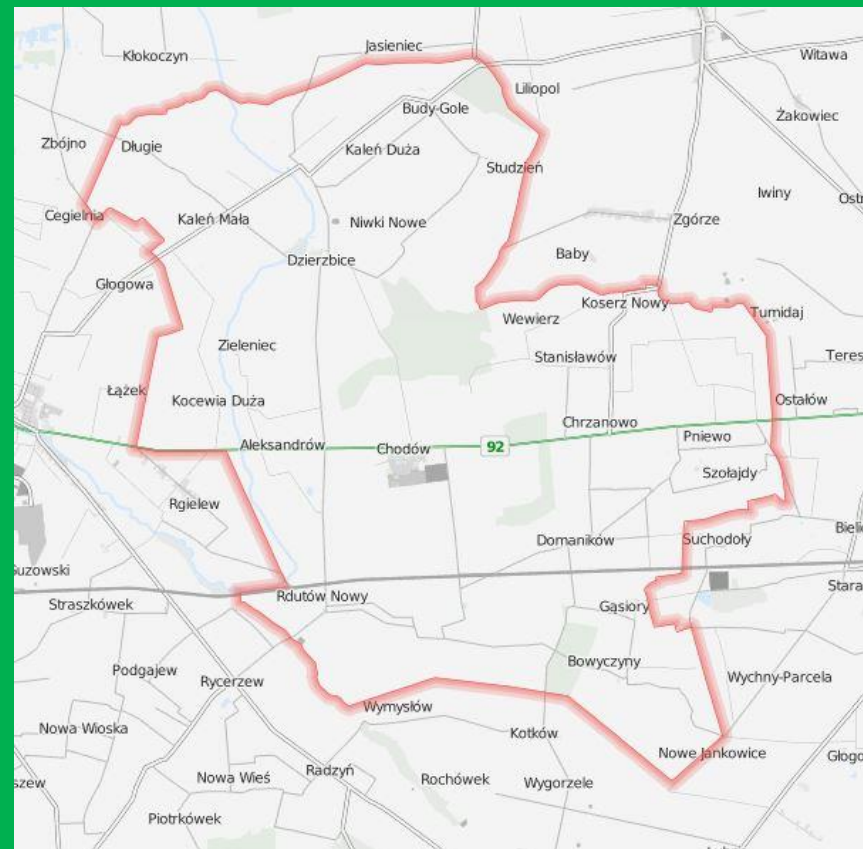 Jasieniec
Kłokoczyn
Witawa
Liliopol
Budy-Gole
Żakowiec
Zbójno
Długie
Kaleń Duża
Studzień
Iwiny
Cegielnia
Kaleń Mała
Niwki Nowe
Zgórze
Dzierzbice
Baby
Głogowa
Koserz Nowy
Wewierz
Tumidaj
Zieleniec
Stanisławów
Łążek
Kocewia Duża
Ostałów
Chrzanowo
Aleksandrów
Chodów
92
Pniewo
Szołajdy
Rgielew
Domaników
Suchodoły
Straszkówek
Rdutów Nowy
Gąsiory
Podgajew
Rycerzew
Bowyczyny
Wychny-Parcela
Wymysłów
Nowa Wioska
Kotków
Nowe Jankowice
Nowa Wieś
Radzyń
Rochówek
Wygorzele
Piotrkówek